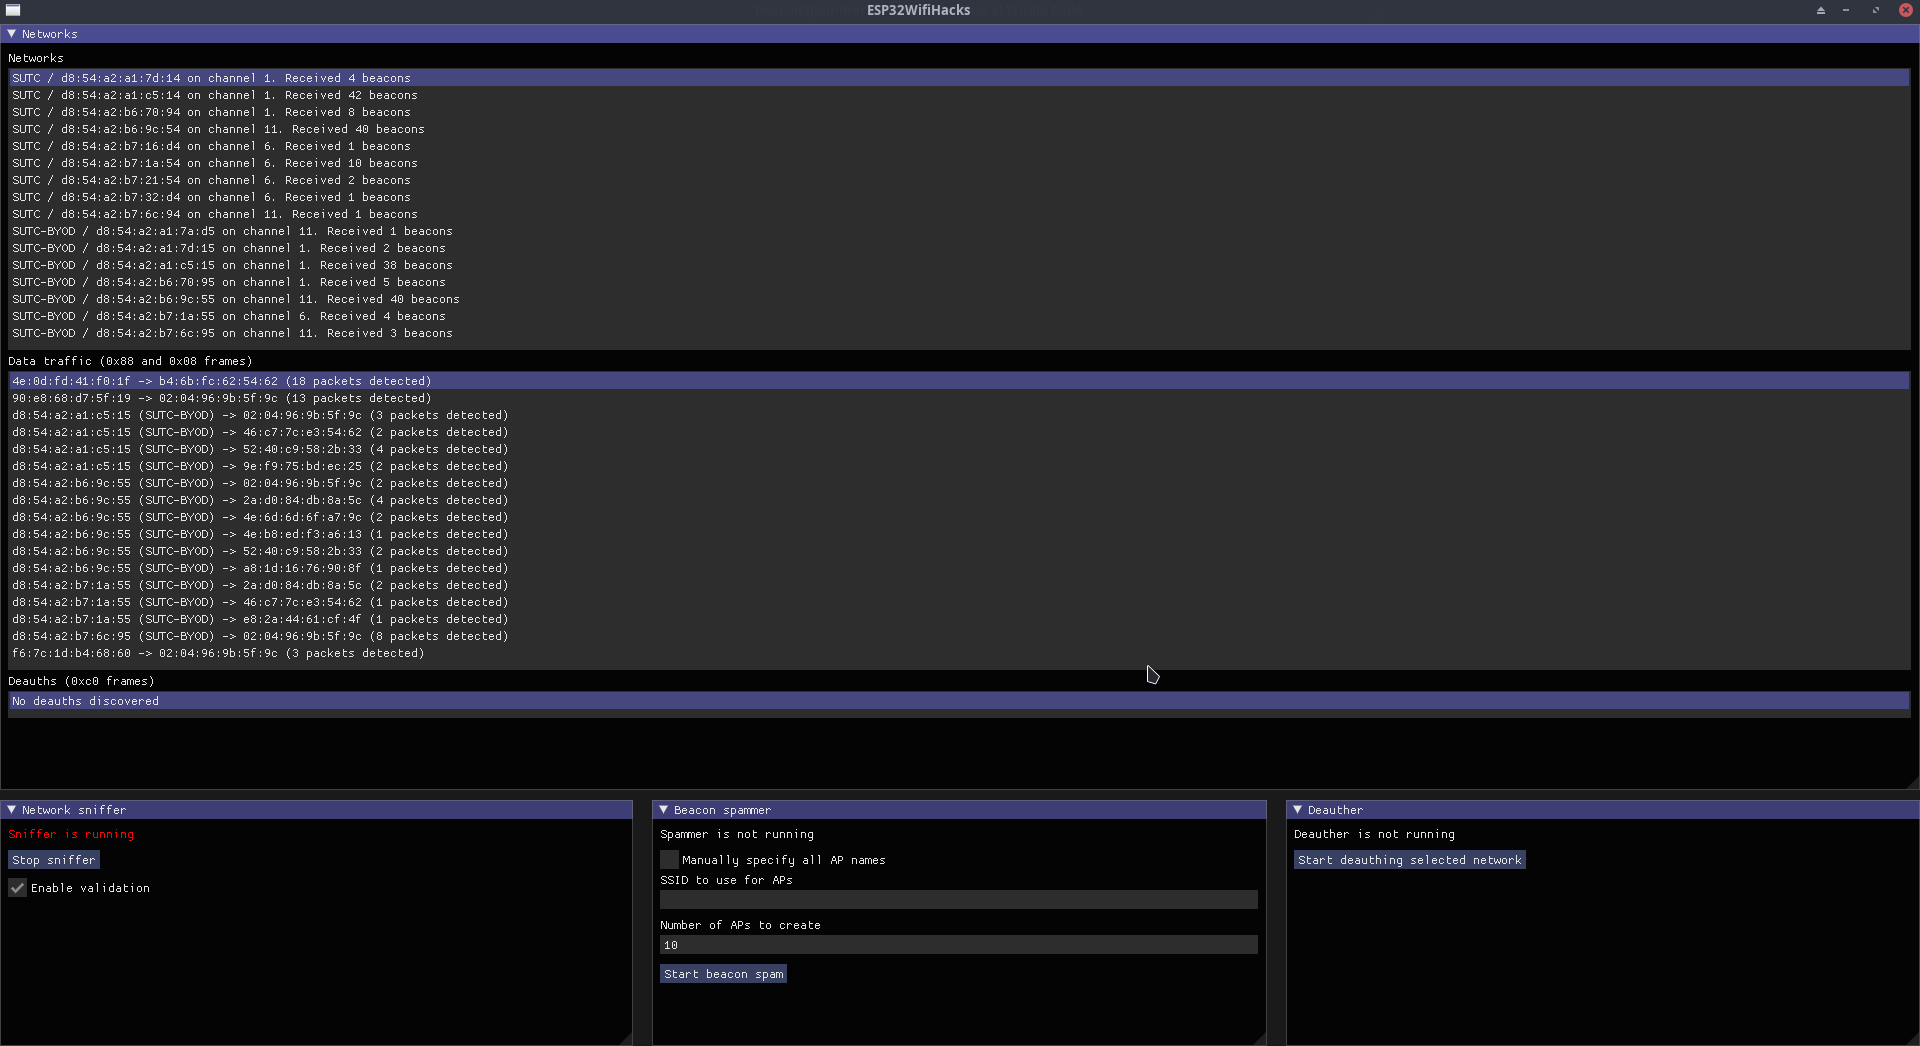 ESP32WifiHacks
Networks
Networks
SUTC / d8:54:a2:a1:7d:14 on channel 1. Received 4 beacons
SUTC / d8:54:a2:a1:c5:14 on channel 1. Received 42 beacons
SUTC / d8:54:a2:b6:70:94 on channel 1. Received 8 beacons
SUTC / d8:54:a2:b6:9c:54 on channel 11. Received 40 beacons
SUTC / d8:54:a2:b7:16:d4 on channel 6. Received 1 beacons
SUTC / d8:54:a2:b7:1a:54 on channel 6. Received 10 beacons
SUTC / d8:54:a2:b7:21:54 on channel 6. Received 2 beacons
SUTC / d8:54:a2:b7:32:d4 on channel 6. Received 1 beacons
SUTC / d8:54:a2:b7:6c:94 on channel 11. Received 1 beacons
SUTC-BYOD / d8:54:a2:a1:7a:d5 on channel 11. Received 1 beacons
SUTC-BYOD / d8:54:a2:a1:7d:15 on channel 1. Received 2 beacons
SUTC-BYOD / d8:54:a2:a1:c5:15 on channel 1. Received 38 beacons
SUTC-BYOD / d8:54:a2:b6:70:95 on channel 1. Received 5 beacons
SUTC-BYOD / d8:54:a2:b6:9c:55 on channel 11. Received 40 beacons
SUTC-BYOD / d8:54:a2:b7:1a:55 on channel 6. Received 4 beacons
SUTC-BYOD / d8:54:a2:b7:6c:95 on channel 11. Received 3 beacons
Data traffic (0x88 and 0x08 frames)
4e:0d:fd:41:f0:1f -> b4:6b:fc:62:54:62 (18 packets detected)
90:e8:68:d7:5f:19 -> 02:04:96:9b:5f:9c (13 packets detected)
d8:54:a2:a1:c5:15 (SUTC-BYOD) -> 02:04:96:9b:5f:9c (3 packets detected)
d8:54:a2:a1:c5:15 (SUTC-BYOD) -> 46:c7:7c:e3:54:62 (2 packets detected)
d8:54:a2:a1:c5:15 (SUTC-BYOD) -> 52:40:c9:58:2b:33 (4 packets detected)
d8:54:a2:a1:c5:15 (SUTC-BYOD) -> 9e:f9:75:bd:ec:25 (2 packets detected)
d8:54:a2:b6:9c:55 (SUTC-BYOD) -> 02:04:96:9b:5f:9c (2 packets detected)
d8:54:a2:b6:9c:55 (SUTC-BYOD) -> 2a:d0:84:db:8a:5c (4 packets detected)
d8:54:a2:b6:9c:55 (SUTC-BYOD) -> 4e:6d:6d:6f:a7:9c (2 packets detected)
d8:54:a2:b6:9c:55 (SUTC-BYOD) -> 4e:b8:ed:f3:a6:13 (1 packets detected)
d8:54:a2:b6:9c:55 (SUTC-BYOD) -> 52:40:c9:58:2b:33 (2 packets detected)
d8:54:a2:b6:9c:55 (SUTC-BYOD) -> a8:1d:16:76:90:8f (1 packets detected)
d8:54:a2:b7:1a:55 (SUTC-BYOD) -> 2a:d0:84:db:8a:5c (2 packets detected)
d8:54:a2:b7:1a:55 (SUTC-BYOD) -> 46:c7:7c:e3:54:62 (1 packets detected)
d8:54:a2:b7:1a:55 (SUTC-BYOD) -> e8:2a:44:61:cf:4f (1 packets detected)
d8:54:a2:b7:6c:95 (SUTC-BYOD) -> 02:04:96:9b:5f:9c (8 packets detected)
f6:7c:1d:b4:68:60 -> 02:04:96:9b:5f:9c (3 packets detected)
Deauths (0xc0 frames)
No deauths discovered
Network sniffer
Sniffer is running
Stop sniffer
Enable validation
Beacon spammer
Spammer is not running
Manually specify all AP names
SSID to use for APs
Number of APs to create
10
Start beacon spam
Deauther
Deauther is not running
Start deauthing selected network